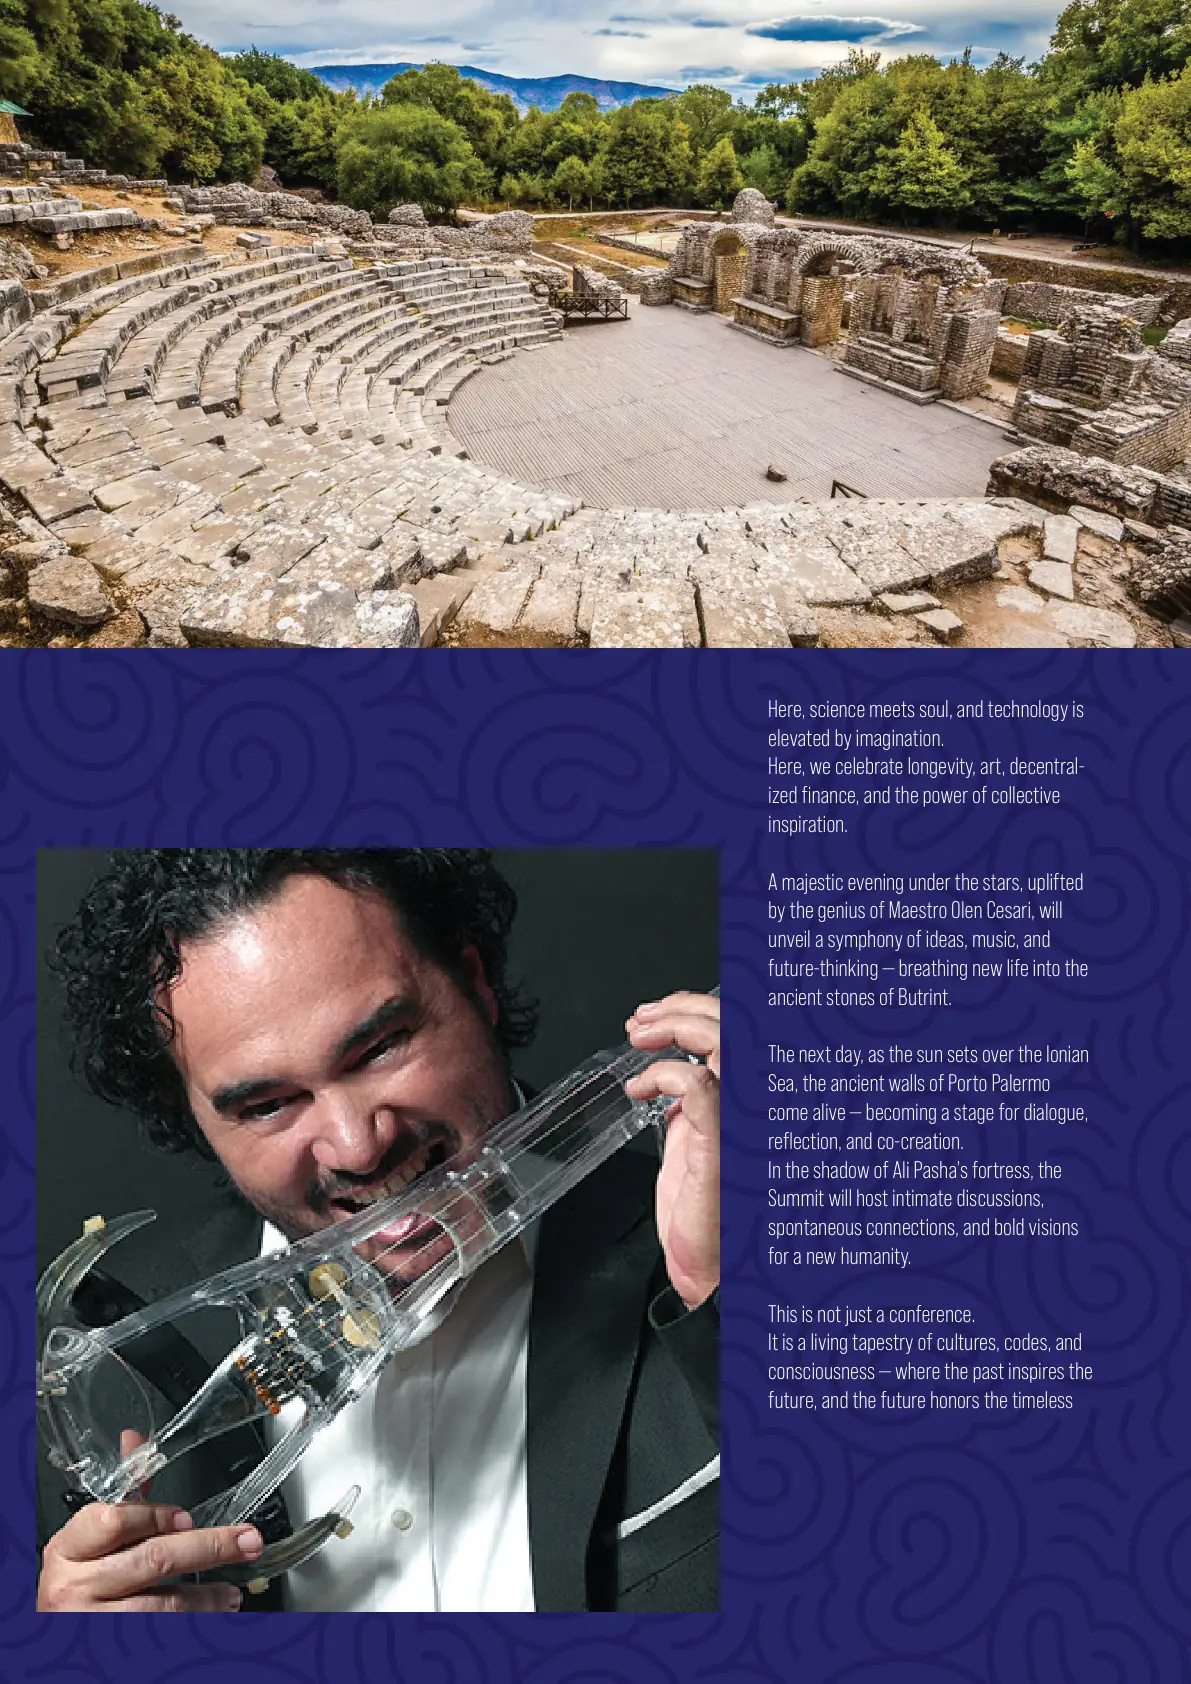 Here, science meets soul, and technology is
elevated by imagination.
Here, we celebrate longevity, art, decentral-
ized finance, and the power of collective
inspiration.
A majestic evening under the stars, uplifted
by the genius of Maestro Olen Cesari, will
unveil a symphony of ideas, music, and
future-thinking — breathing new life into the
ancient stones of Butrint.
The next day, as the sun sets over the Ionian
Sea, the ancient walls of Porto Palermo
come alive — becoming a stage for dialogue,
reflection, and co-creation.
In the shadow of Ali Pasha's fortress, the
Summit will host intimate discussions,
spontaneous connections, and bold visions
for a new humanity.
This is not just a conference.
It is a living tapestry of cultures, codes, and
consciousness — where the past inspires the
future, and the future honors the timeless